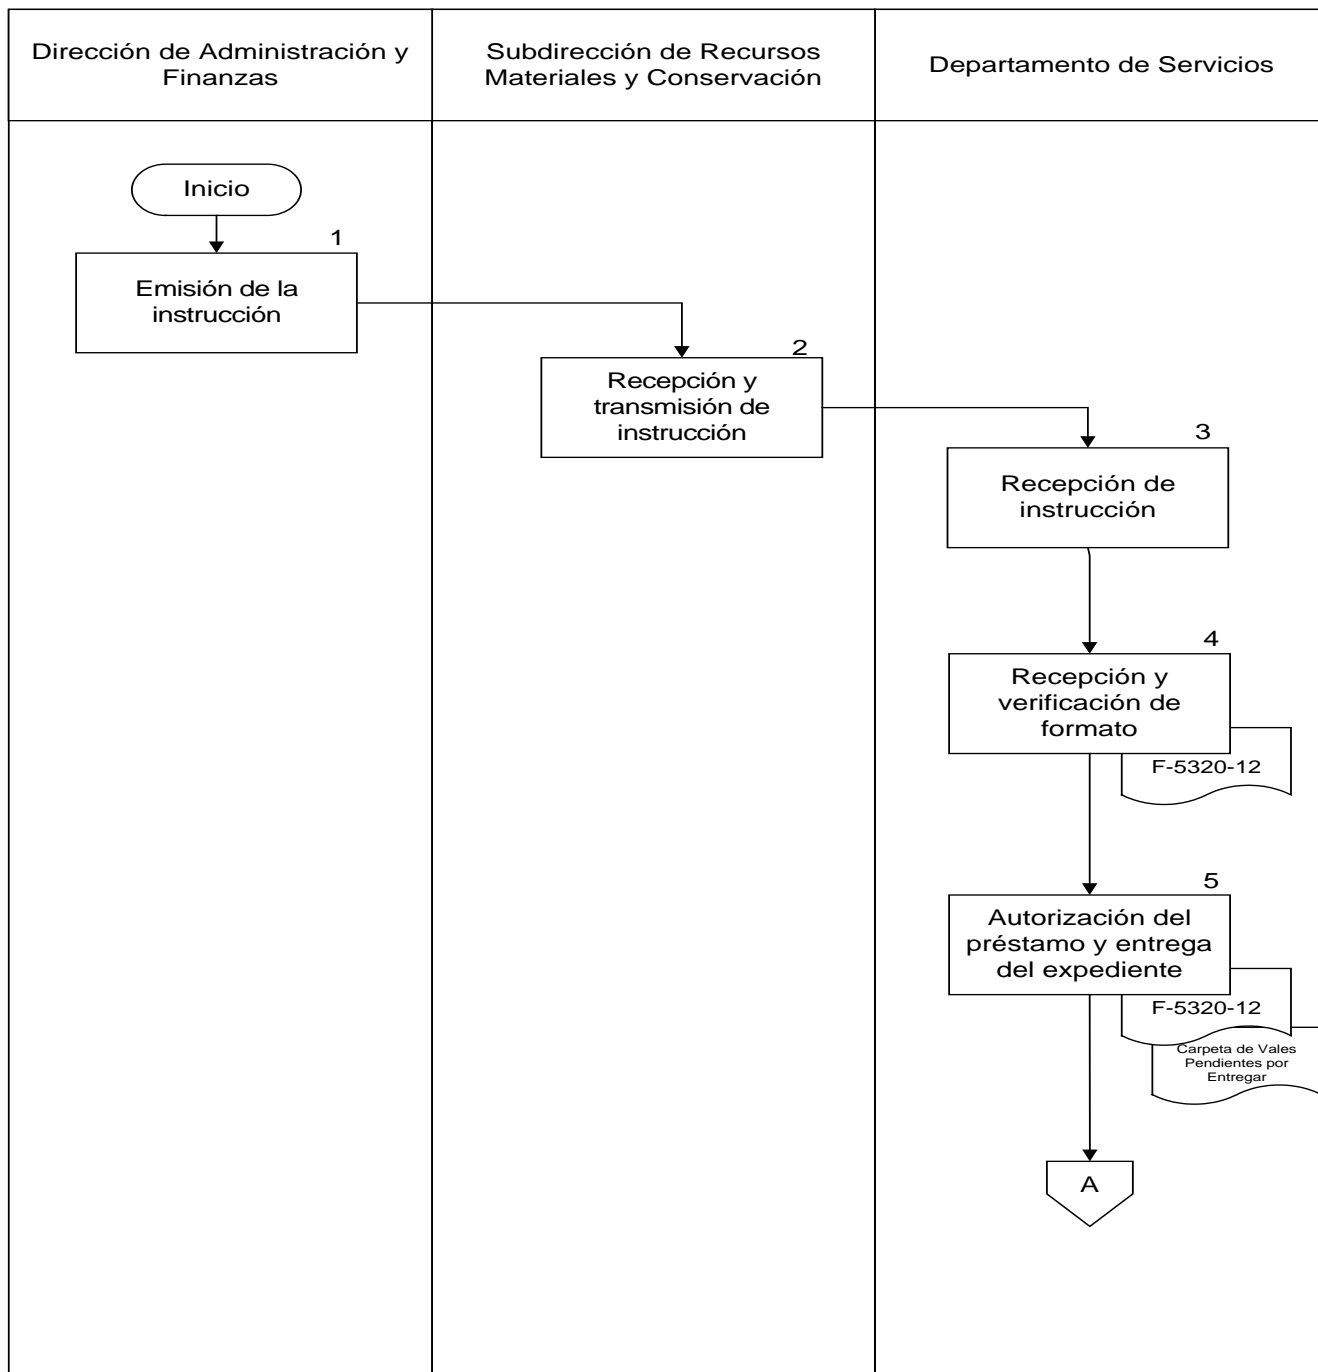 Dirección de Administración y
Finanzas
Subdirección de Recursos
Materiales y Conservación
Departamento de Servicios
Inicio
1
Emisión de la
instrucción
2
Recepción y
transmisión de
instrucción
3
Recepción de
instrucción
4
Recepción y
verificación de
formato
F-5320-12
5
Autorización del
préstamo y entrega
del expediente
F-5320-12
Carpeta de Vales
Pendientes por
Entregar
A